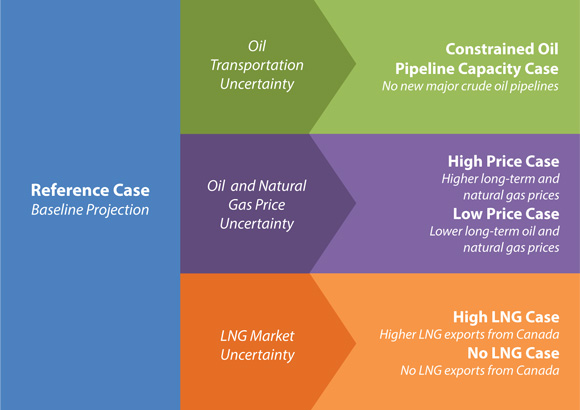 Reference Case
Baseline Projection
Oil
Transportation
Uncertainty
Constrained Oil
Pipeline Capacity Case
No new major crude oil pipelines
Oil and Natural
Gas Price
Uncertainty
High Price Case
Higher long-term and
natural gas prices
Low Price Case
Lower long-term oil and
natural gas prices
LNG Market
Uncertainty
High LNG Case
Higher LNG exports from Canada
No LNG Case
No LNG exports from Canada